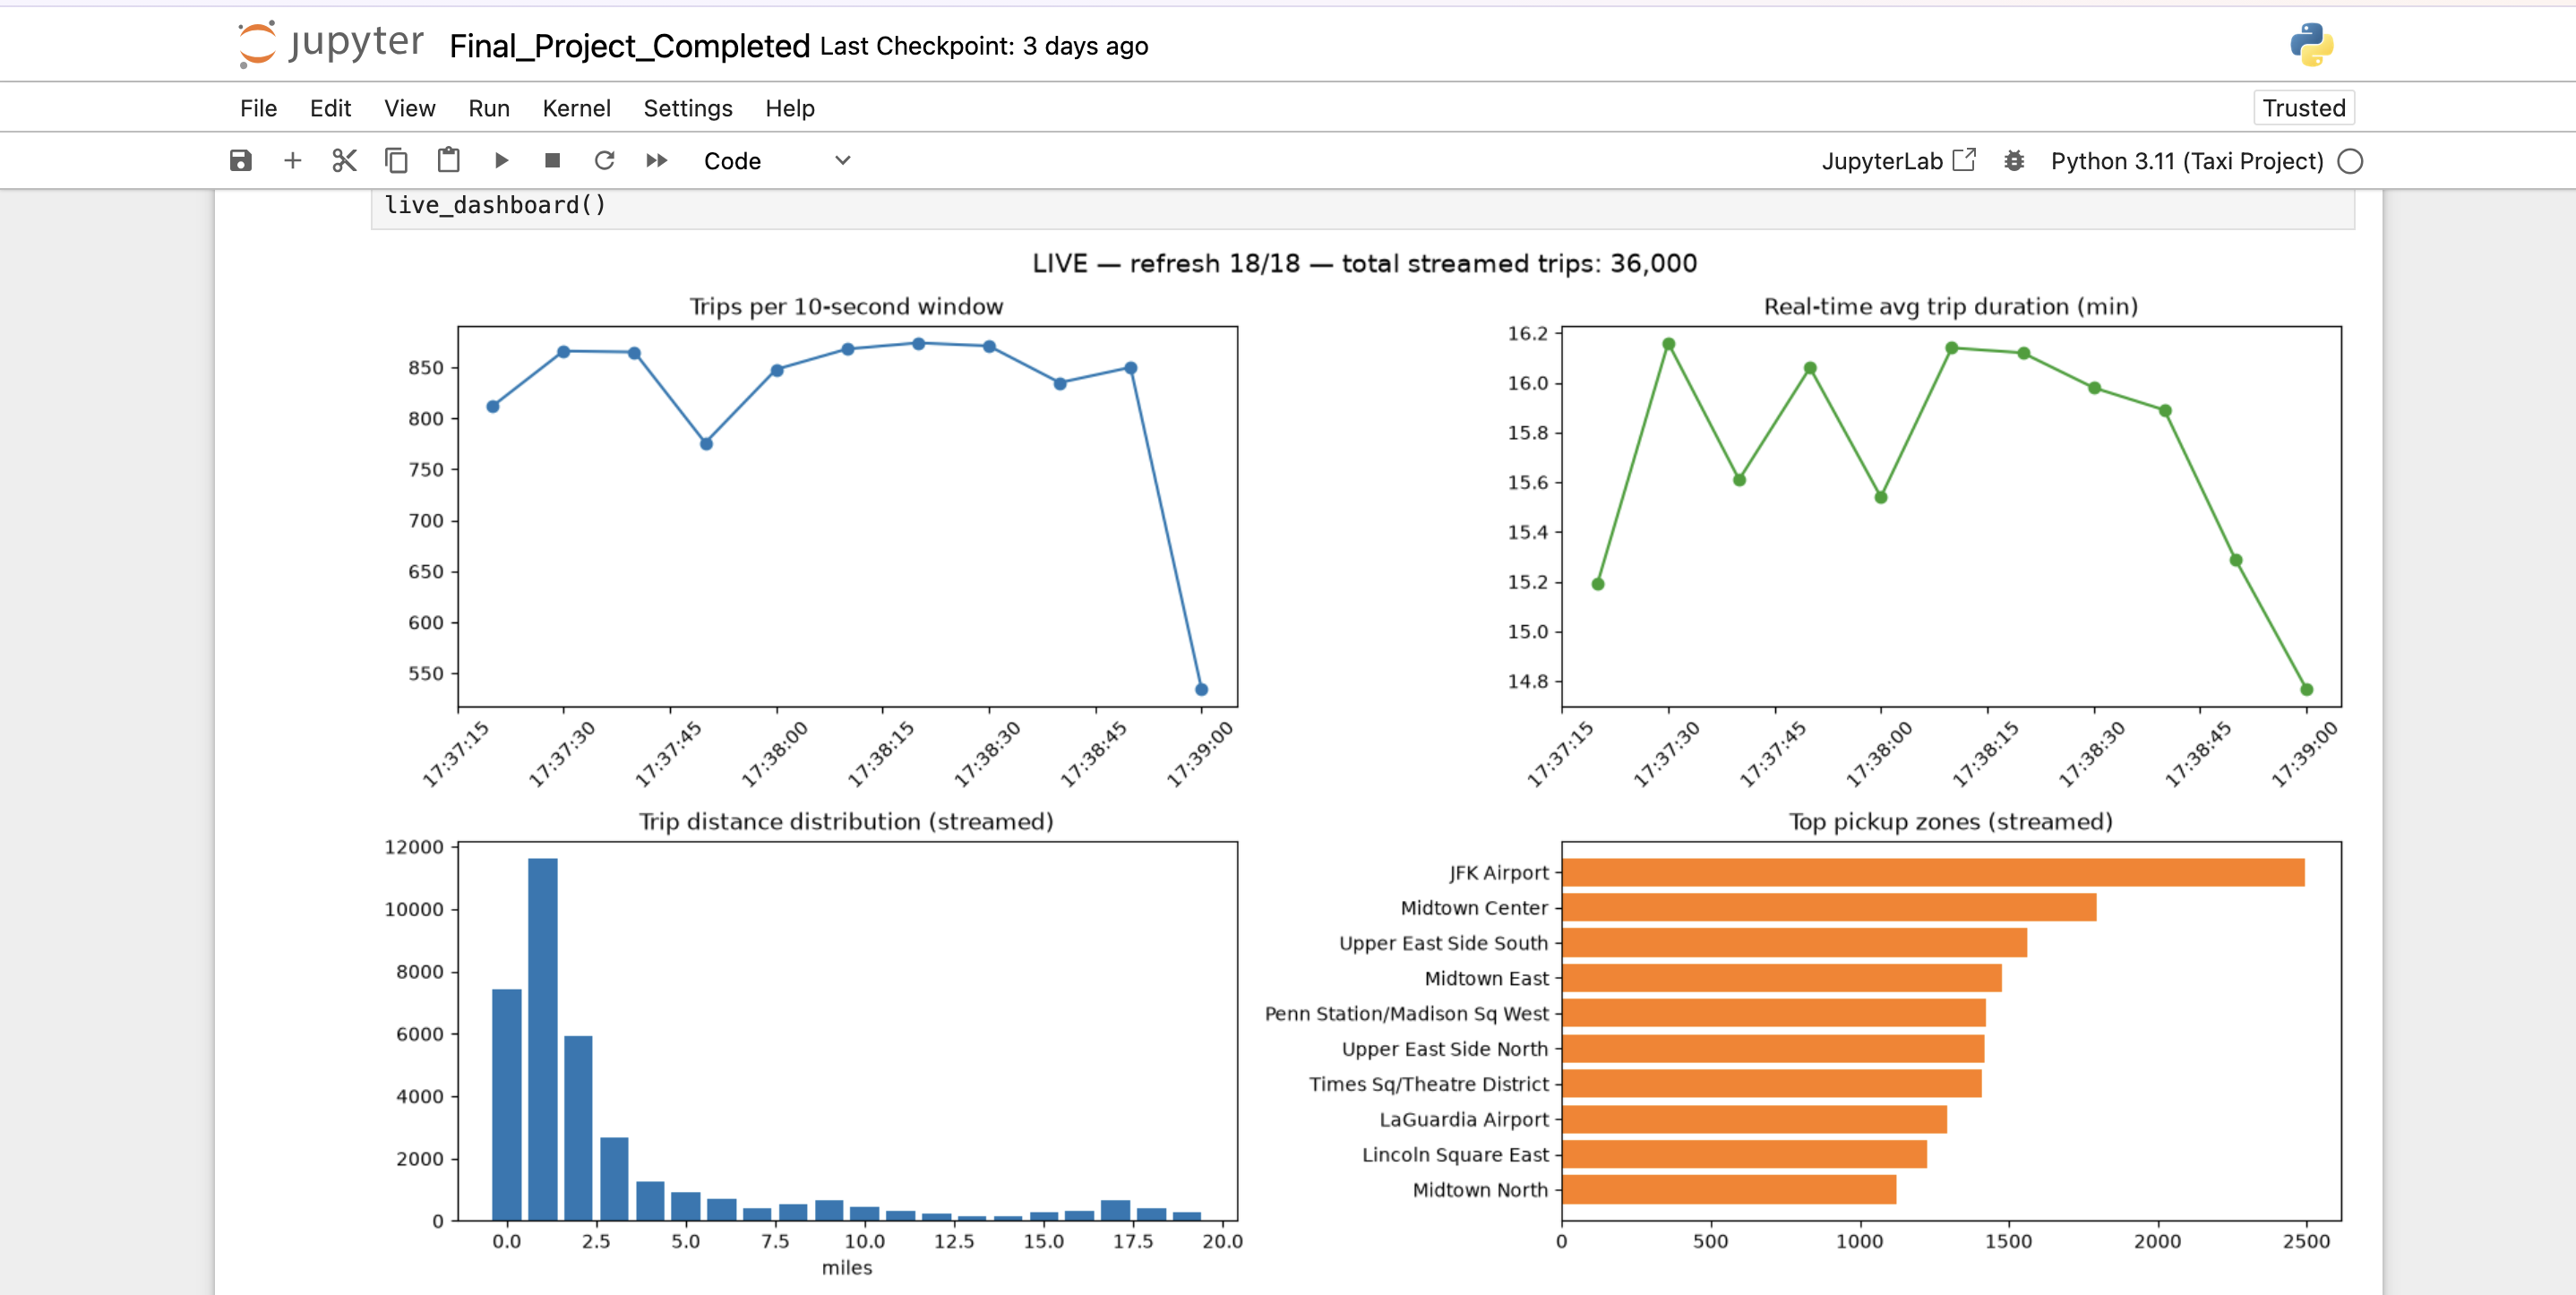 jupyter Final_Project_Completed Last Checkpoint: 3 days ago
File Edit View Run Kernel Settings Help
Trusted
Code
JupyterLab
Python 3.11 (Taxi Project)
live_dashboard()
LIVE — refresh 18/18 — total streamed trips: 36,000
Trips per 10-second window
850
800
750
700
650
600
550
17:37:15
17:37:30
17:37:45
17:38:00
17:38:15
17:38:30
17:38:45
17:39:00
Real-time avg trip duration (min)
16.2
16.0
15.8
15.6
15.4
15.2
15.0
14.8
17:37:15
17:37:30
17:37:45
17:38:00
17:38:15
17:38:30
17:38:45
17:39:00
Trip distance distribution (streamed)
12000
10000
8000
6000
4000
2000
0
0.0 2.5 5.0 7.5 10.0 12.5 15.0 17.5 20.0
miles
Top pickup zones (streamed)
JFK Airport
Midtown Center
Upper East Side South
Midtown East
Penn Station/Madison Sq West
Upper East Side North
Times Sq/Theatre District
LaGuardia Airport
Lincoln Square East
Midtown North
0 500 1000 1500 2000 2500